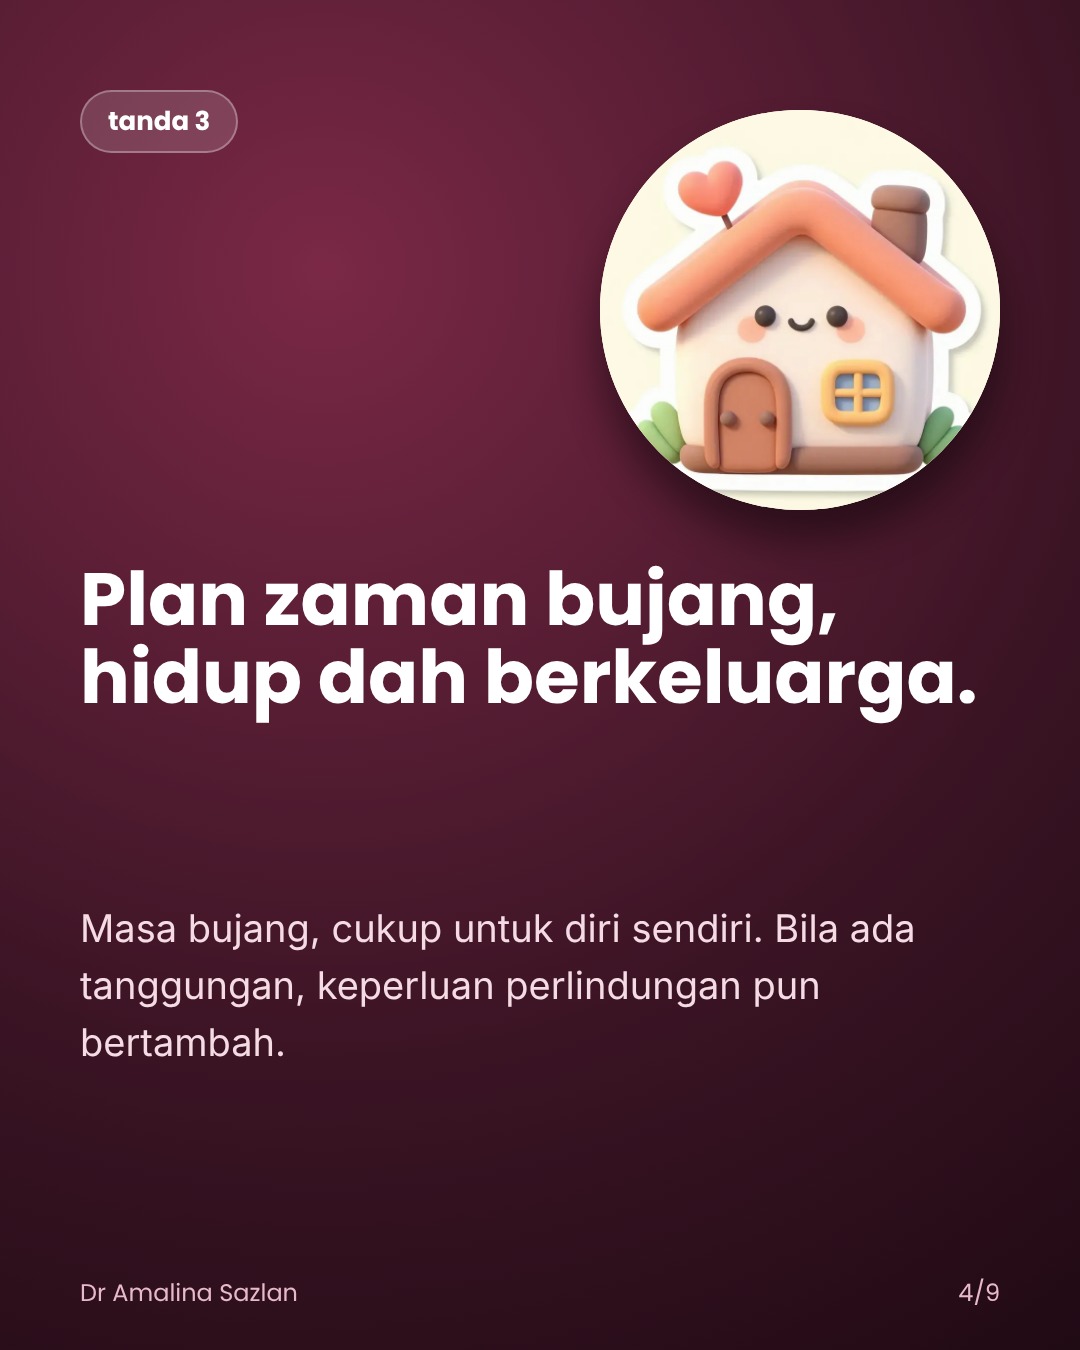 tanda 3
Plan zaman bujang,
hidup dah berkeluarga.
Masa bujang, cukup untuk diri sendiri. Bila ada
tanggungan, keperluan perlindungan pun
bertambah.
Dr Amalina Sazlan
4/9